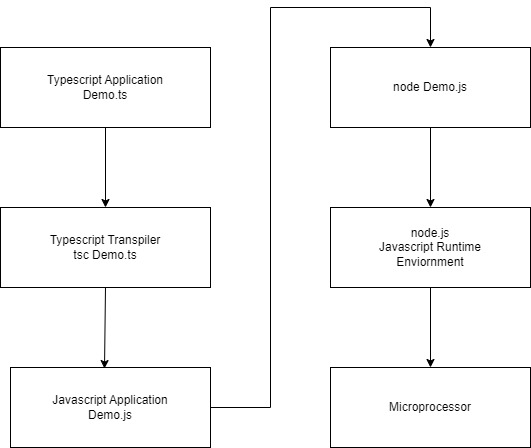 Typescript Application
Demo.ts
Typescript Transpiler
tsc Demo.ts
Javascript Application
Demo.js
node Demo.js
node.js
Javascript Runtime
Enviornment
Microprocessor